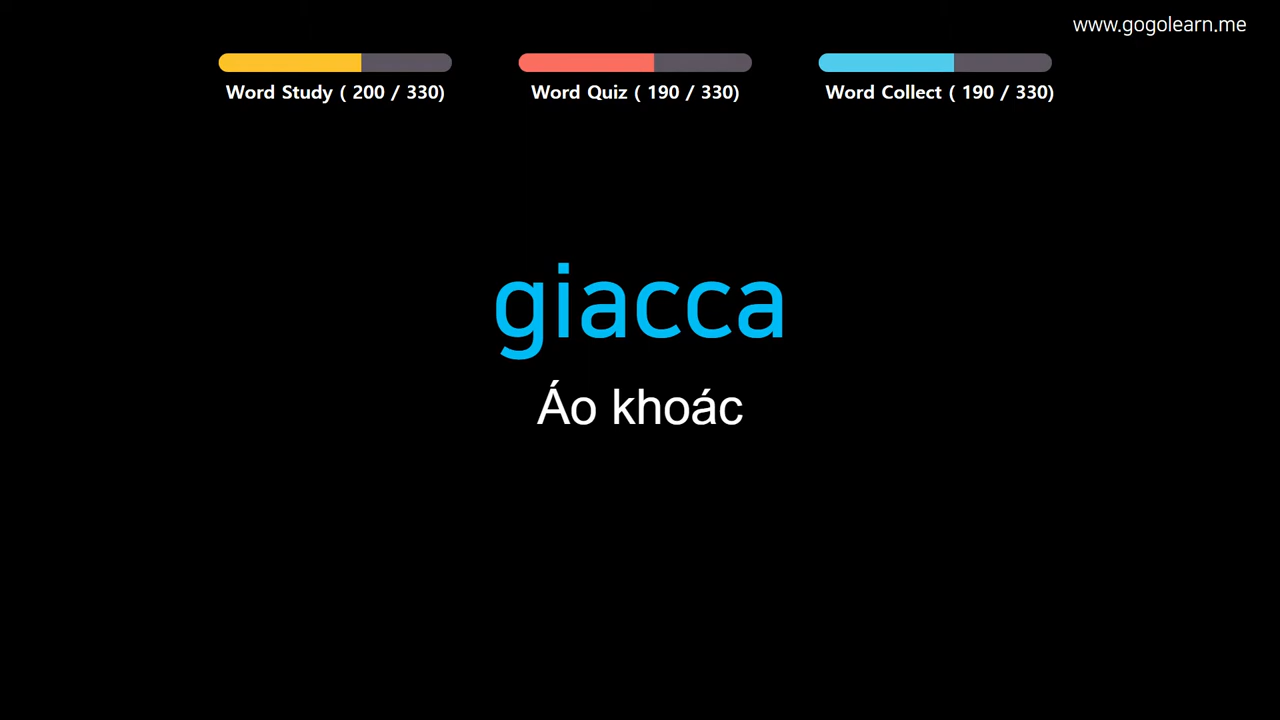 www.gogolearn.me
Word Study ( 200 / 330)
Word Quiz ( 190 / 330)
Word Collect ( 190 / 330)
giacca
Áo khoác